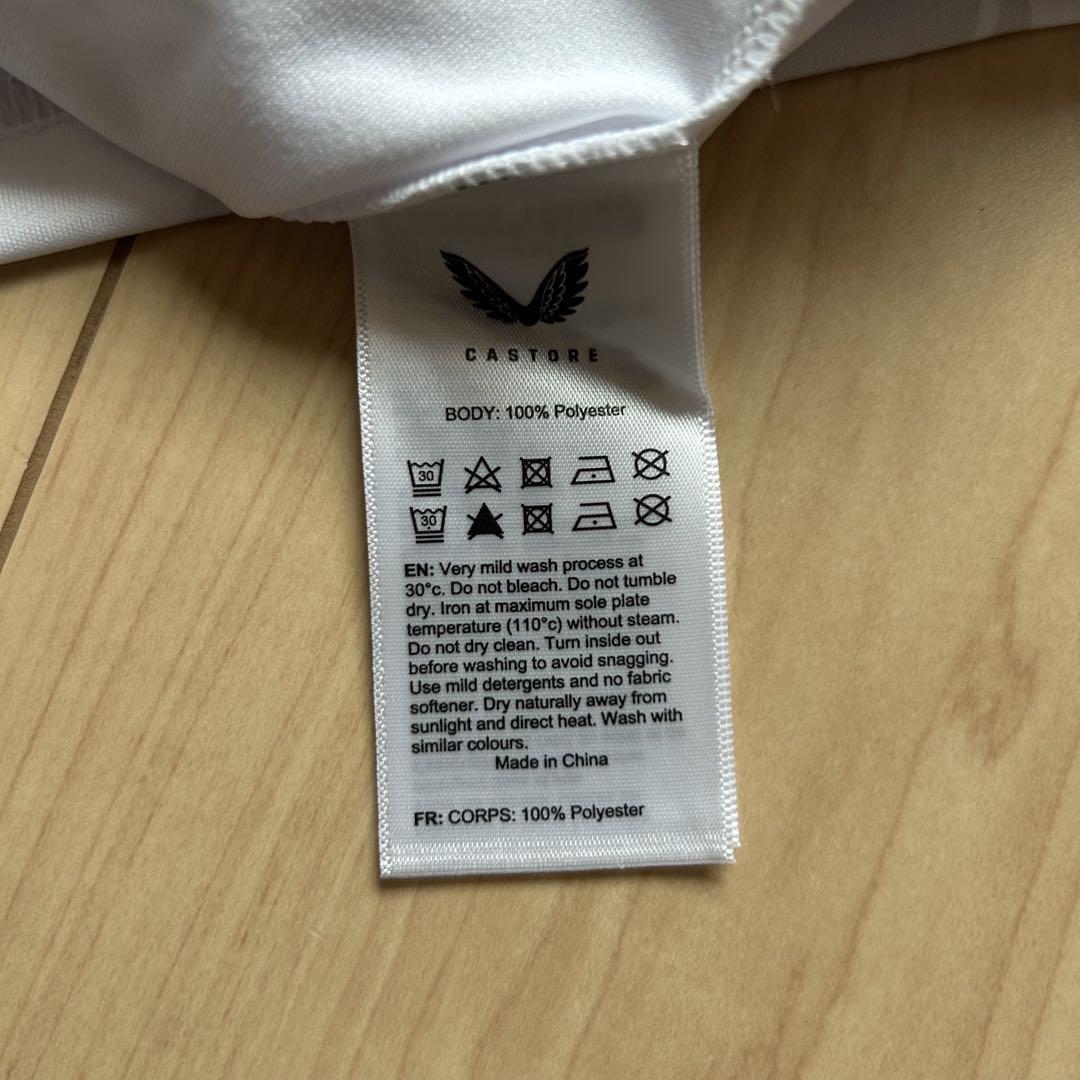 CASTORE
BODY: 100% Polyester
30
30
EN: Very mild wash process at
30°c. Do not bleach. Do not tumble
dry. Iron at maximum sole plate
temperature (110°c) without steam.
Do not dry clean. Turn inside out
before washing to avoid snagging.
Use mild detergents and no fabric
softener. Dry naturally away from
sunlight and direct heat. Wash with
similar colours.
Made in China
FR: CORPS: 100% Polyester